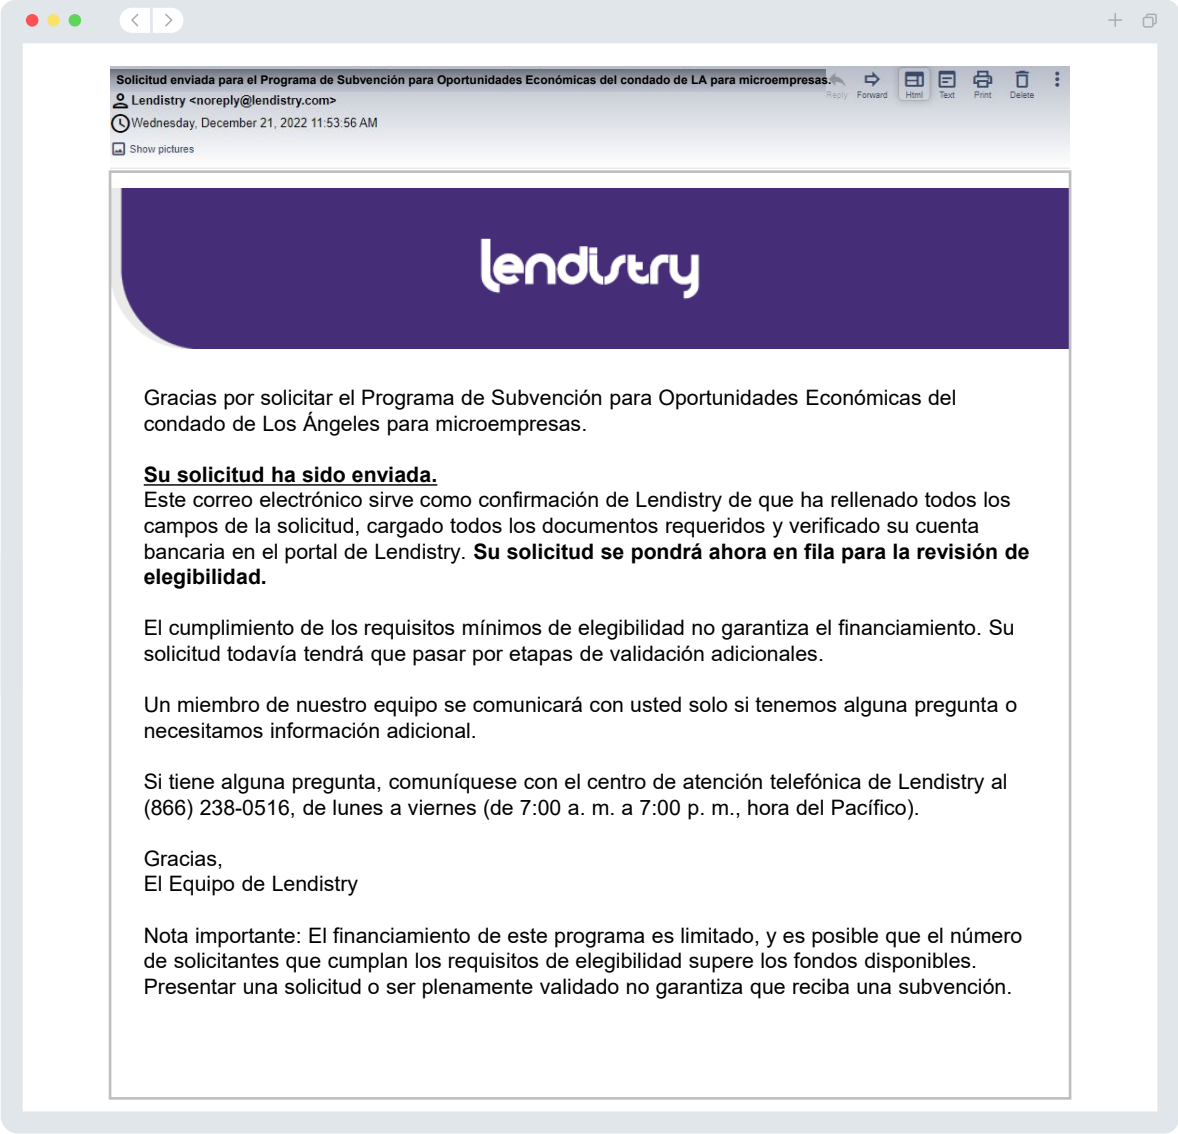 Solicitud enviada para el Programa de Subvención para Oportunidades Económicas del condado de LA para microempresas.
Reply Forward Html Text Print Delete
Lendistry <noreply@lendistry.com>
Wednesday, December 21, 2022 11:53:56 AM
Show pictures
lendistry
Gracias por solicitar el Programa de Subvención para Oportunidades Económicas del
condado de Los Ángeles para microempresas.
Su solicitud ha sido enviada.
Este correo electrónico sirve como confirmación de Lendistry de que ha rellenado todos los
campos de la solicitud, cargado todos los documentos requeridos y verificado su cuenta
bancaria en el portal de Lendistry. Su solicitud se pondrá ahora en fila para la revisión de
elegibilidad.
El cumplimiento de los requisitos mínimos de elegibilidad no garantiza el financiamiento. Su
solicitud todavía tendrá que pasar por etapas de validación adicionales.
Un miembro de nuestro equipo se comunicará con usted solo si tenemos alguna pregunta o
necesitamos información adicional.
Si tiene alguna pregunta, comuníquese con el centro de atención telefónica de Lendistry al
(866) 238-0516, de lunes a viernes (de 7:00 a. m. a 7:00 p. m., hora del Pacífico).
Gracias,
El Equipo de Lendistry
Nota importante: El financiamiento de este programa es limitado, y es posible que el número
de solicitantes que cumplan los requisitos de elegibilidad supere los fondos disponibles.
Presentar una solicitud o ser plenamente validado no garantiza que reciba una subvención.